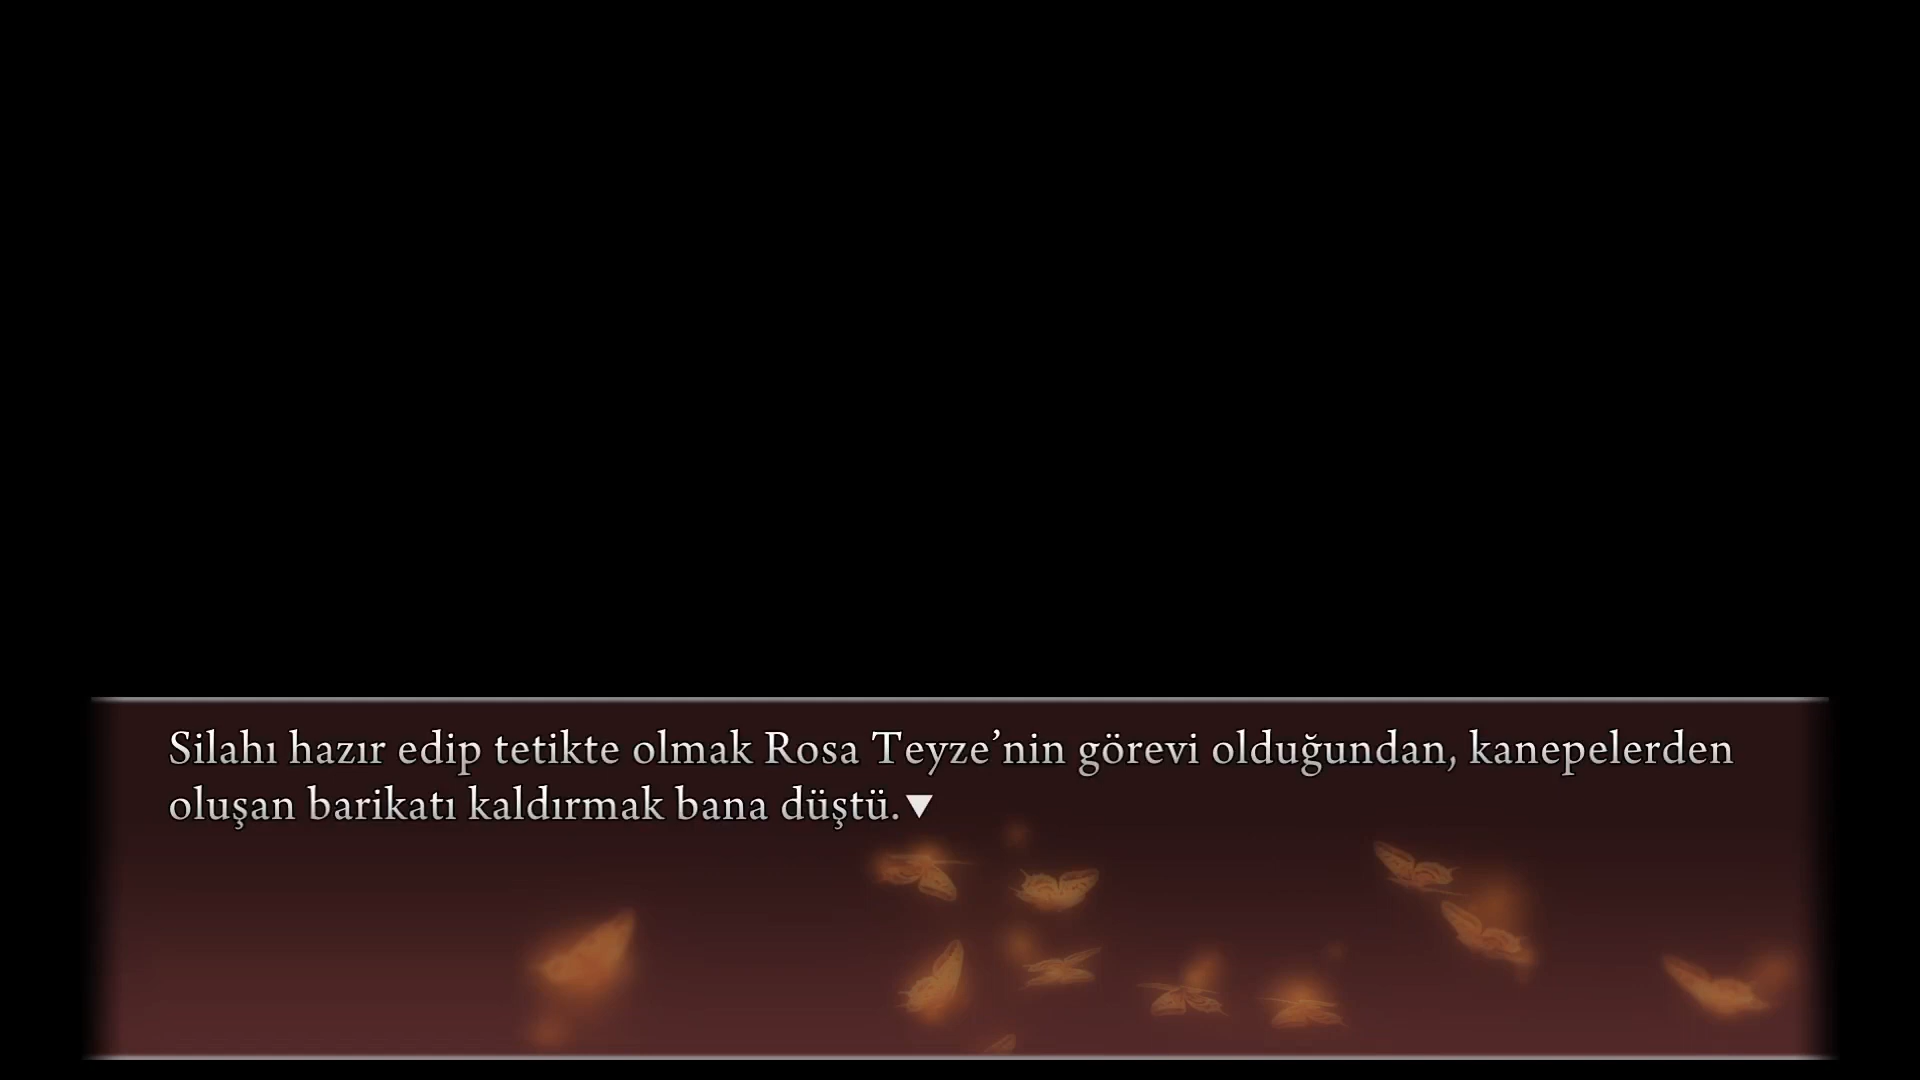 Silahı hazır edip tetikte olmak Rosa Teyze’nin görevi olduğundan, kanepelerden
oluşan barikatı kaldırmak bana düştü.▼